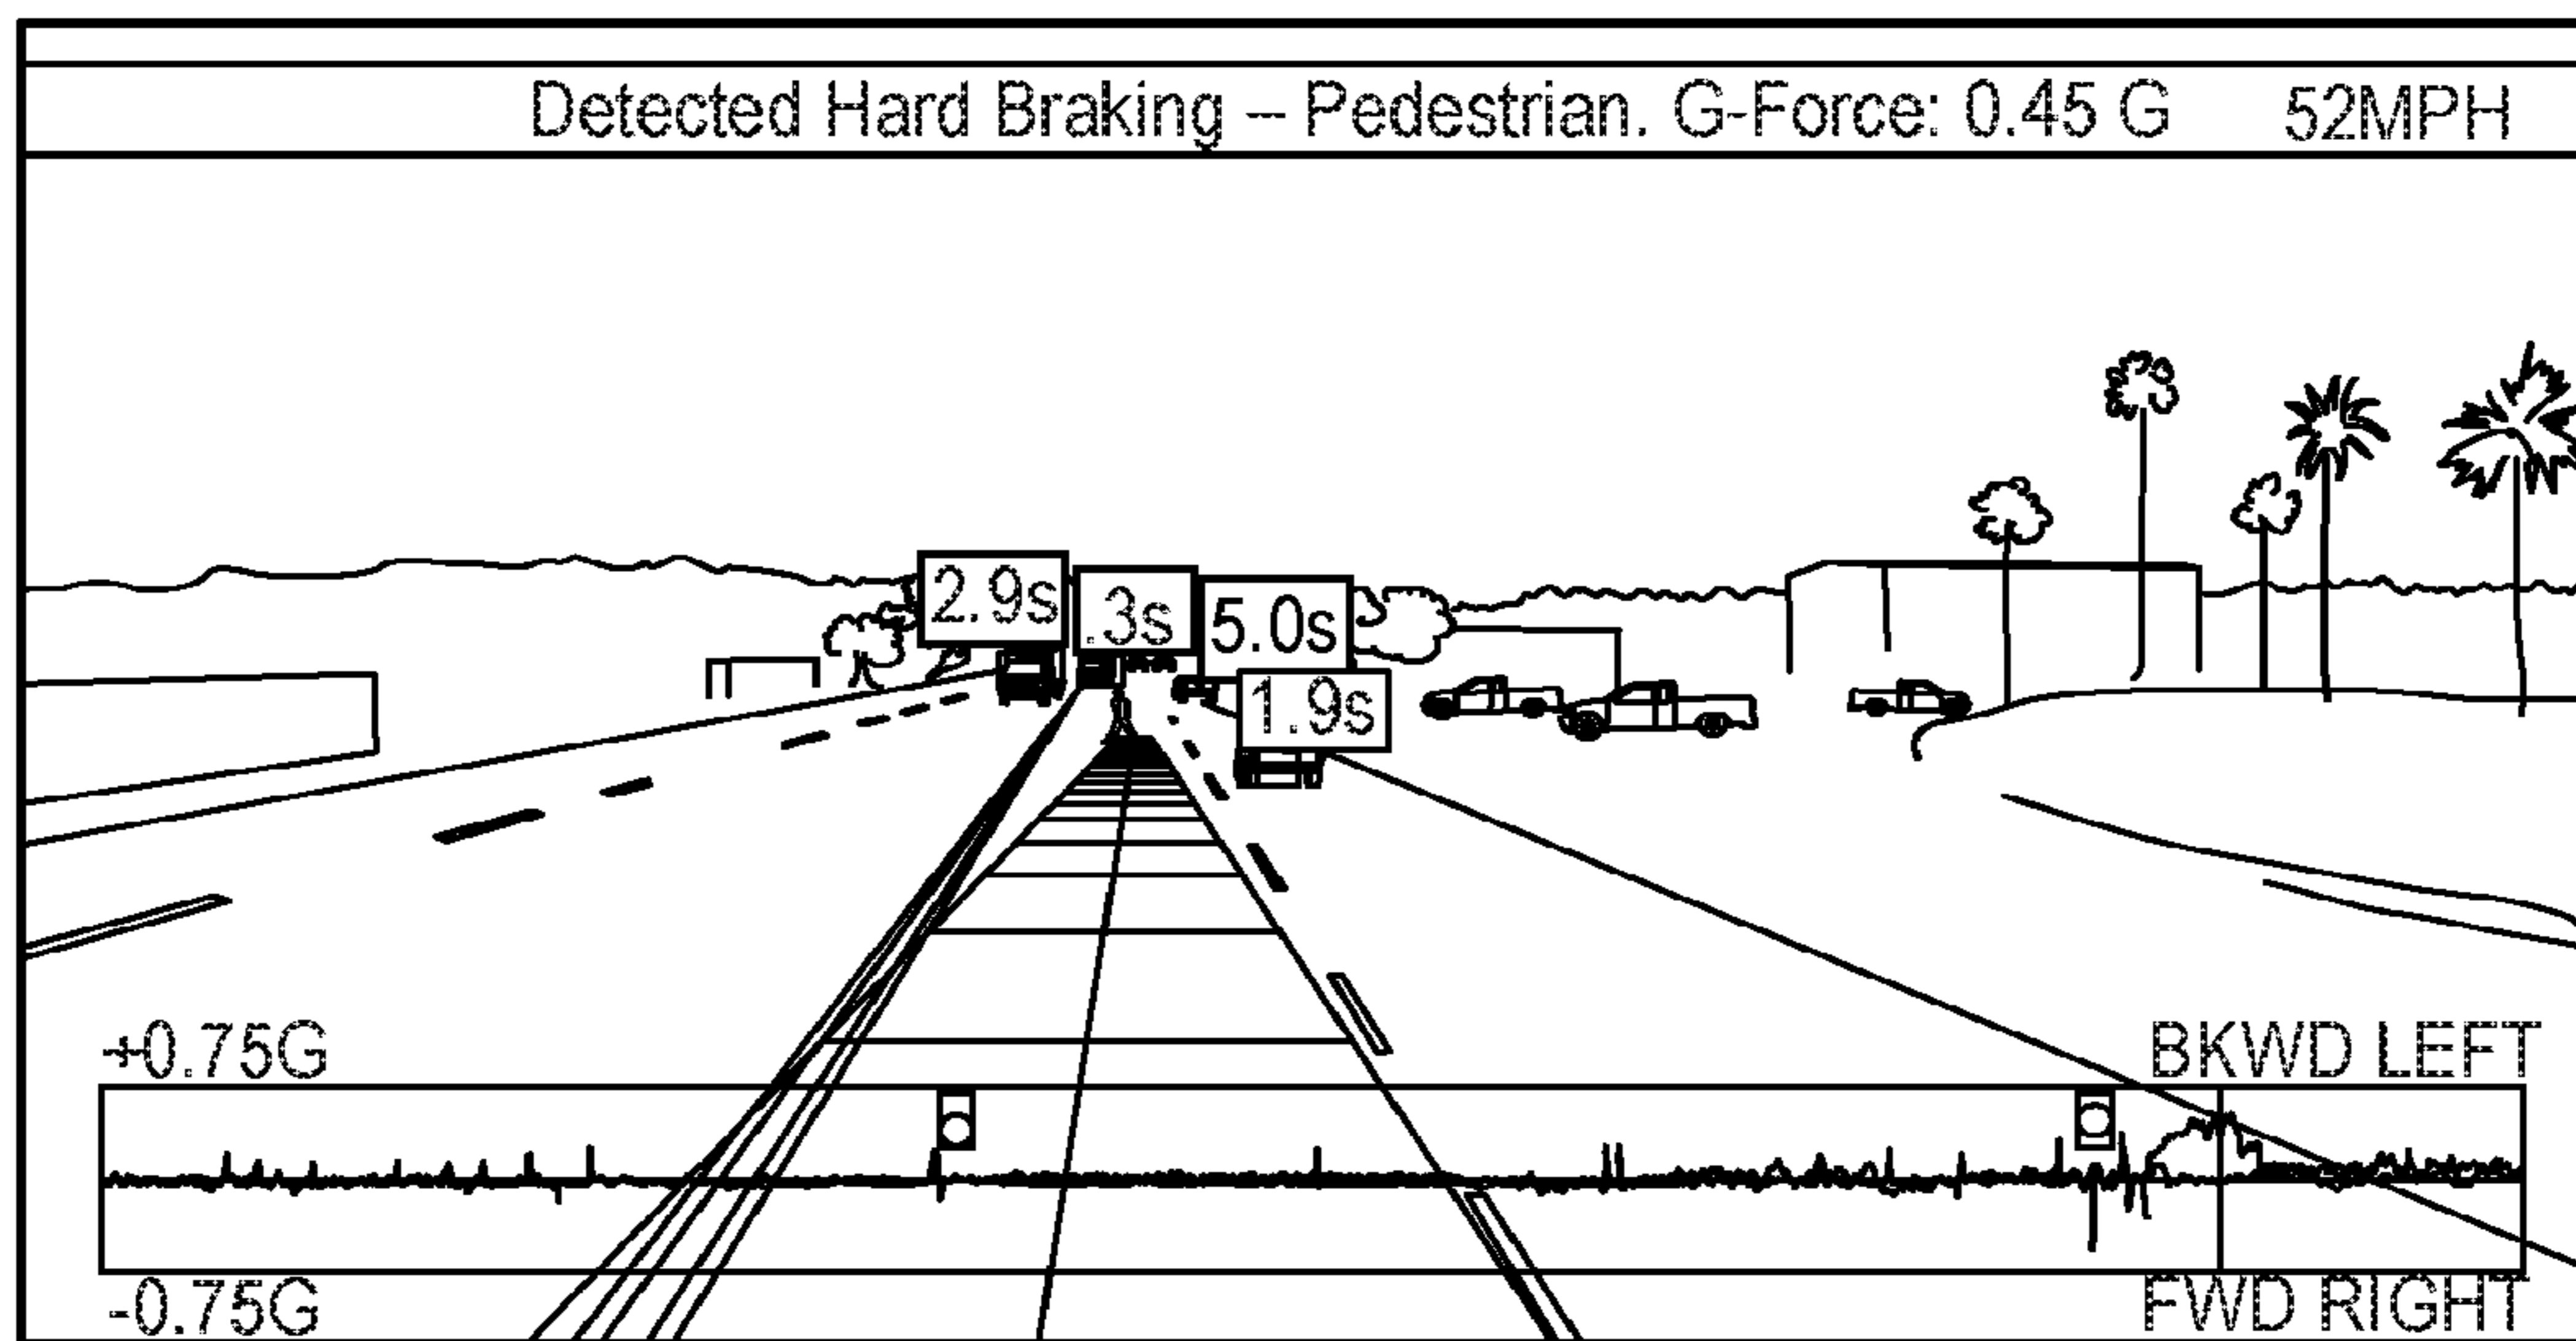 Detected Hard Braking – Pedestrian. G-Force: 0.45 G 52MPH
2.9s .3s 5.0s
1.9s
+0.75G BKWD LEFT
-0.75G FWD RIGHT